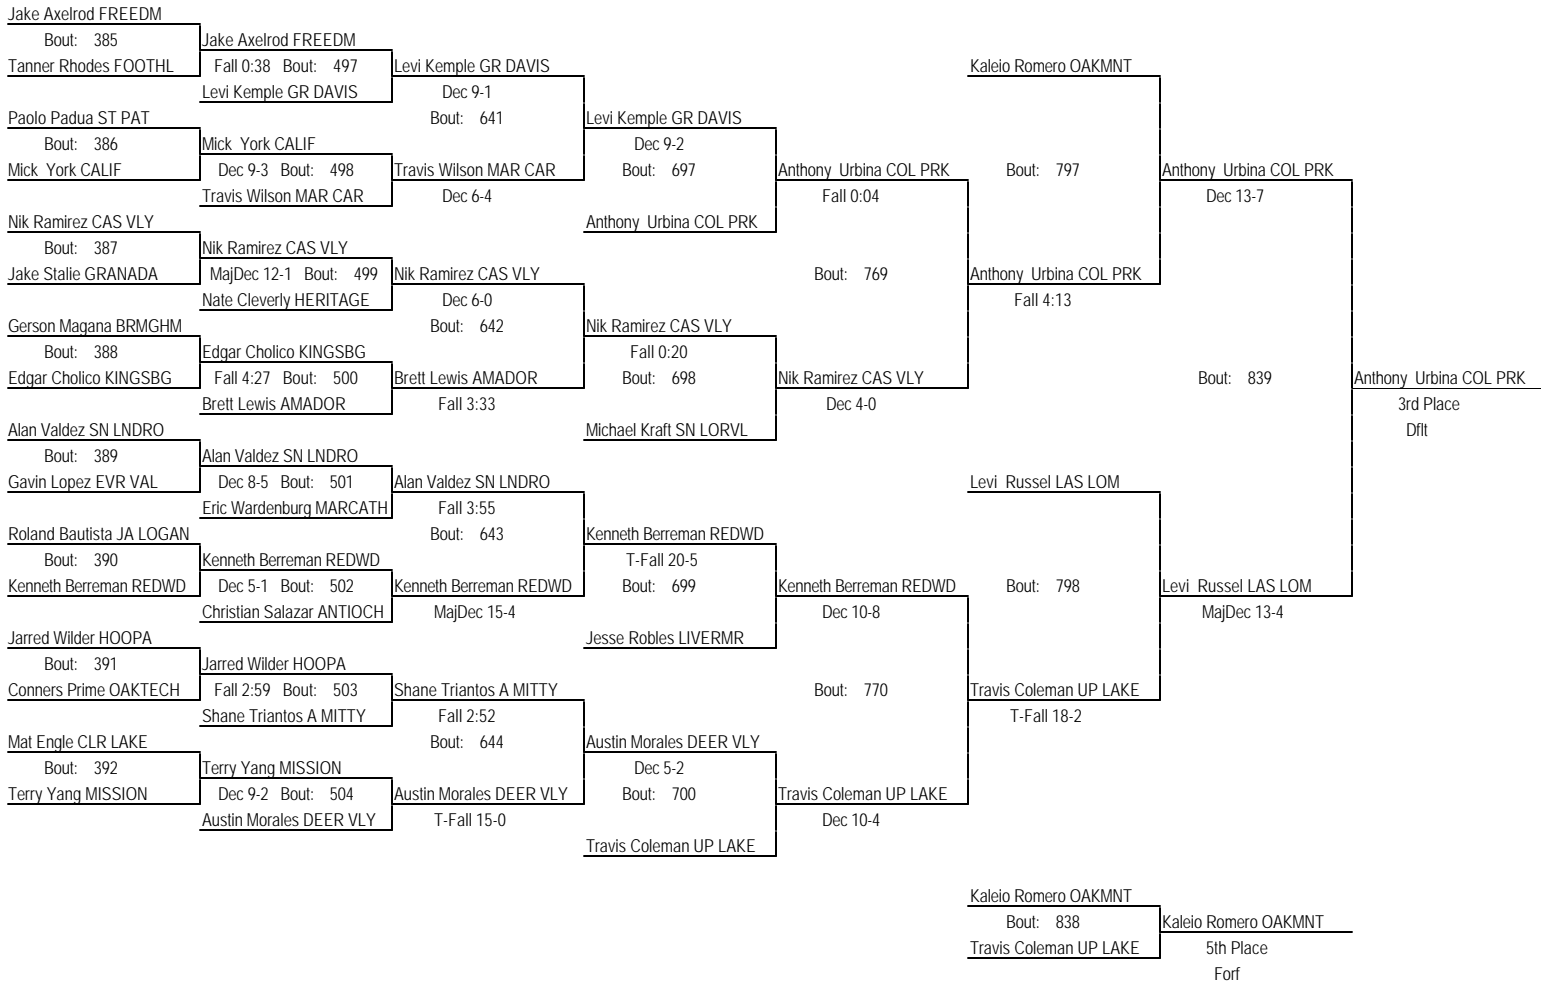 Jake Axelrod FREEDM
Bout: 385
Tanner Rhodes FOOTHL
Paolo Padua ST PAT
Bout: 386
Mick York CALIF
Nik Ramirez CAS VLY
Bout: 387
Jake Stalie GRANADA
Gerson Magana BRMGHM
Bout: 388
Edgar Cholico KINGSBG
Alan Valdez SN LNDRO
Bout: 389
Gavin Lopez EVR VAL
Roland Bautista JA LOGAN
Bout: 390
Kenneth Berreman REDWD
Jarred Wilder HOOPA
Bout: 391
Conners Prime OAKTECH
Mat Engle CLR LAKE
Bout: 392
Terry Yang MISSION
Jake Axelrod FREEDM
Fall 0:38 Bout: 497
Levi Kemple GR DAVIS
Mick York CALIF
Dec 9-3 Bout: 498
Travis Wilson MAR CAR
Nik Ramirez CAS VLY
MajDec 12-1 Bout: 499
Nate Cleverly HERITAGE
Edgar Cholico KINGSBG
Fall 4:27 Bout: 500
Brett Lewis AMADOR
Alan Valdez SN LNDRO
Dec 8-5 Bout: 501
Eric Wardenburg MARCATH
Kenneth Berreman REDWD
Dec 5-1 Bout: 502
Christian Salazar ANTIOCH
Jarred Wilder HOOPA
Fall 2:59 Bout: 503
Shane Triantos A MITTY
Terry Yang MISSION
Dec 9-2 Bout: 504
Austin Morales DEER VLY
Levi Kemple GR DAVIS
Dec 9-1
Bout: 641
Travis Wilson MAR CAR
Dec 6-4
Nik Ramirez CAS VLY
Dec 6-0
Bout: 642
Brett Lewis AMADOR
Fall 3:33
Alan Valdez SN LNDRO
Fall 3:55
Bout: 643
Kenneth Berreman REDWD
MajDec 15-4
Shane Triantos A MITTY
Fall 2:52
Bout: 644
Austin Morales DEER VLY
T-Fall 15-0
Levi Kemple GR DAVIS
Dec 9-2
Bout: 697
Anthony Urbina COL PRK
Nik Ramirez CAS VLY
Fall 0:20
Bout: 698
Michael Kraft SN LORVL
Kenneth Berreman REDWD
T-Fall 20-5
Bout: 699
Jesse Robles LIVERMR
Austin Morales DEER VLY
Dec 5-2
Bout: 700
Travis Coleman UP LAKE
Anthony Urbina COL PRK
Fall 0:04
Bout: 769
Nik Ramirez CAS VLY
Dec 4-0
Kenneth Berreman REDWD
Dec 10-8
Bout: 770
Travis Coleman UP LAKE
Dec 10-4
Kaleio Romero OAKMNT
Bout: 797
Anthony Urbina COL PRK
Fall 4:13
Levi Russel LAS LOM
Bout: 798
Travis Coleman UP LAKE
T-Fall 18-2
Anthony Urbina COL PRK
Dec 13-7
Bout: 839
Levi Russel LAS LOM
MajDec 13-4
Anthony Urbina COL PRK
3rd Place
Dflt
Kaleio Romero OAKMNT
Bout: 838
Travis Coleman UP LAKE
Kaleio Romero OAKMNT
5th Place
Forf